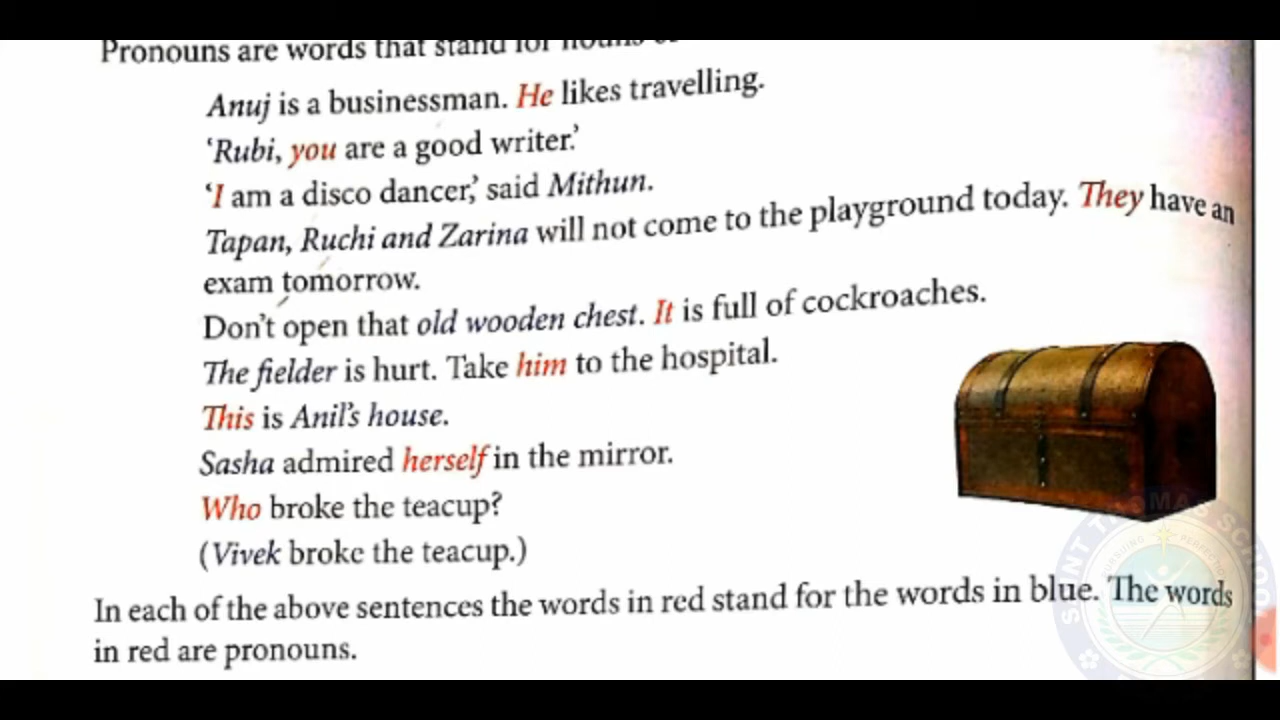 Pronouns are words that stand for nouns
Anuj is a businessman. He likes travelling.
‘Rubi, you are a good writer.’
‘I am a disco dancer,’ said Mithun.
Tapan, Ruchi and Zarina will not come to the playground today. They have an
exam tomorrow.
Don’t open that old wooden chest. It is full of cockroaches.
The fielder is hurt. Take him to the hospital.
This is Anil’s house.
Sasha admired herself in the mirror.
Who broke the teacup?
(Vivek broke the teacup.)
In each of the above sentences the words in red stand for the words in blue. The words
in red are pronouns.